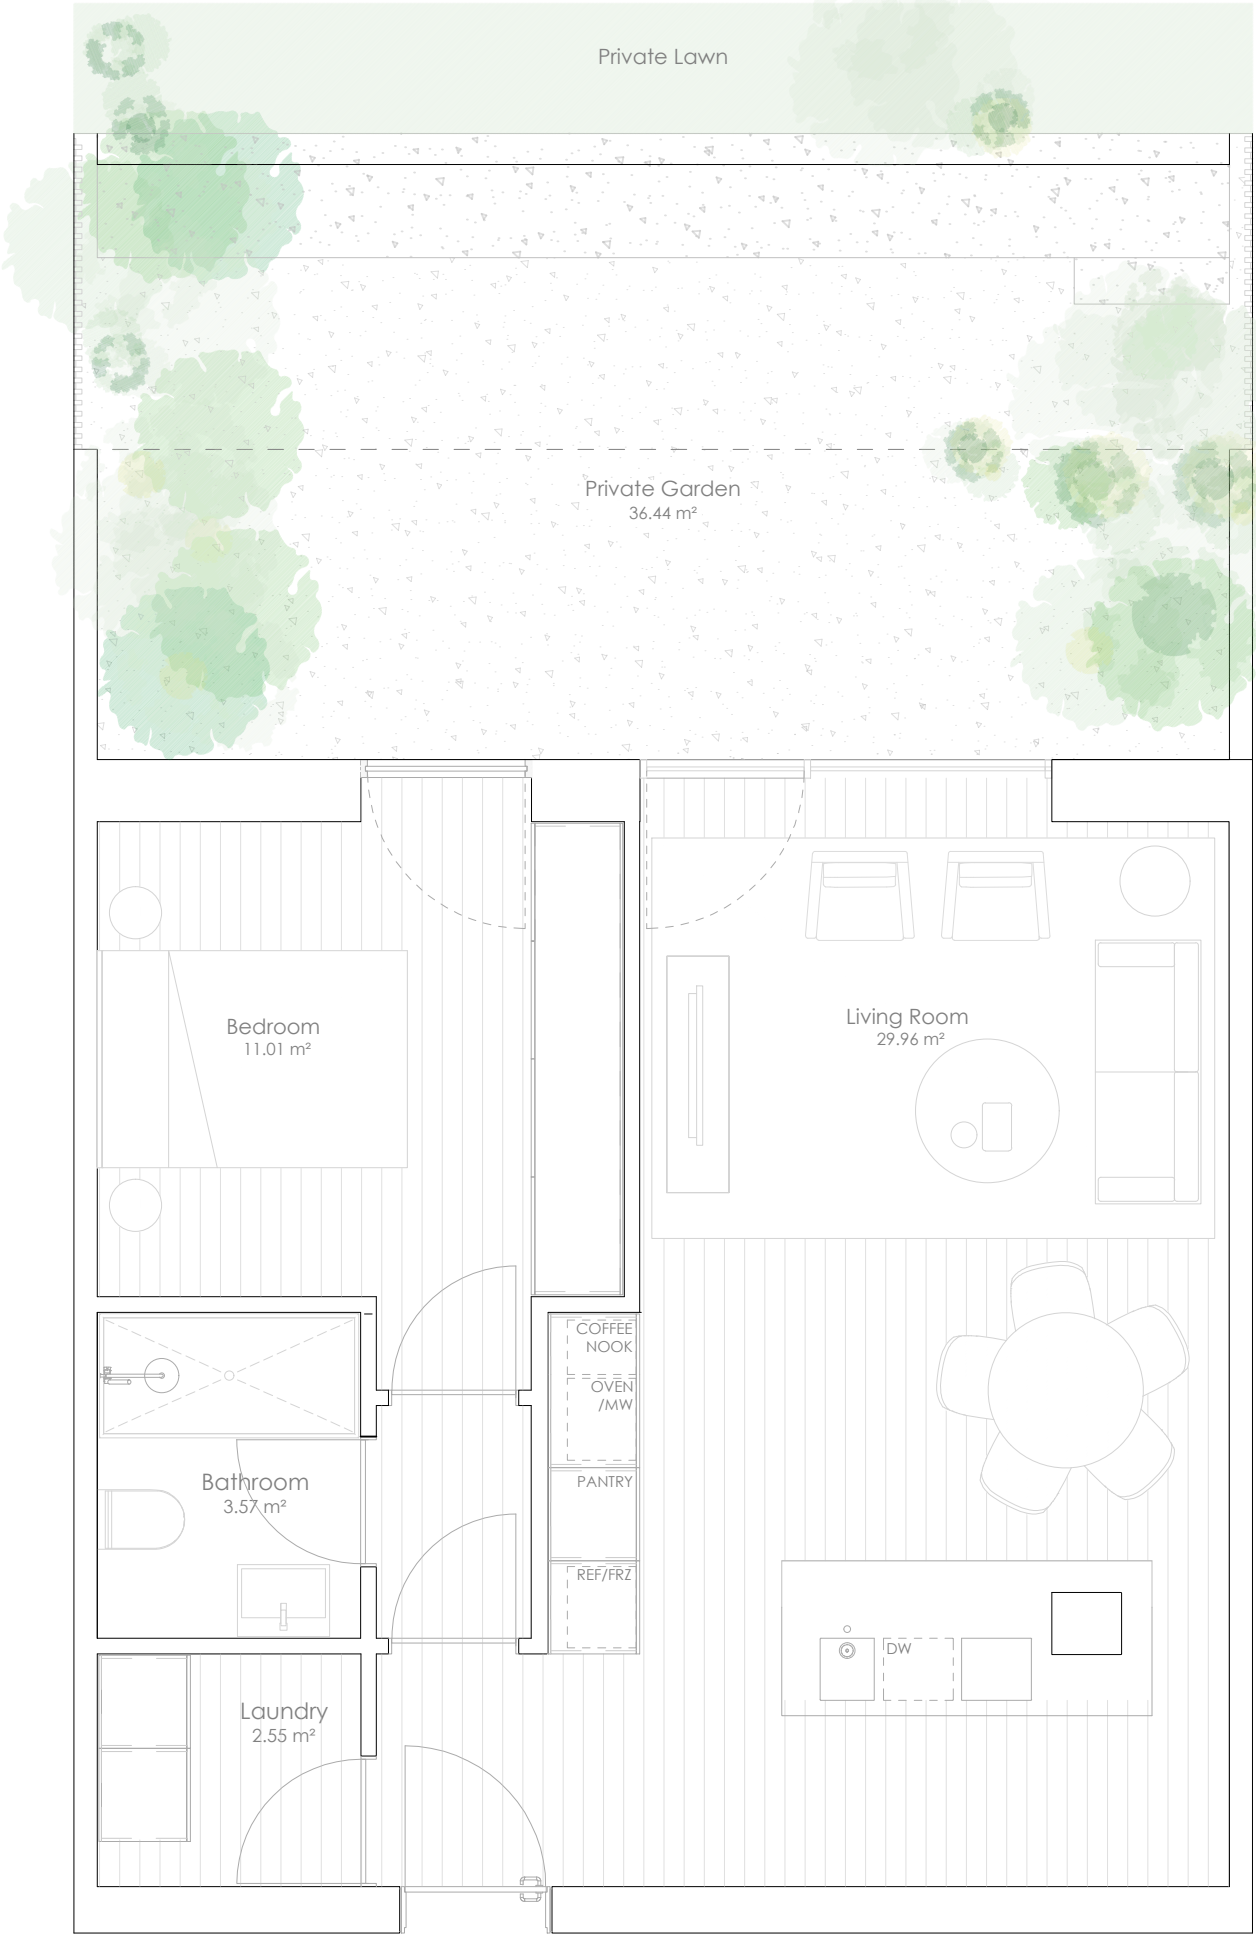 Private Lawn
Private Garden
36.44 m²
Bedroom
11.01 m²
Living Room
29.96 m²
COFFEE
NOOK
OVEN
/MW
PANTRY
REF/FRZ
Bathroom
3.57 m²
DW
Laundry
2.55 m²